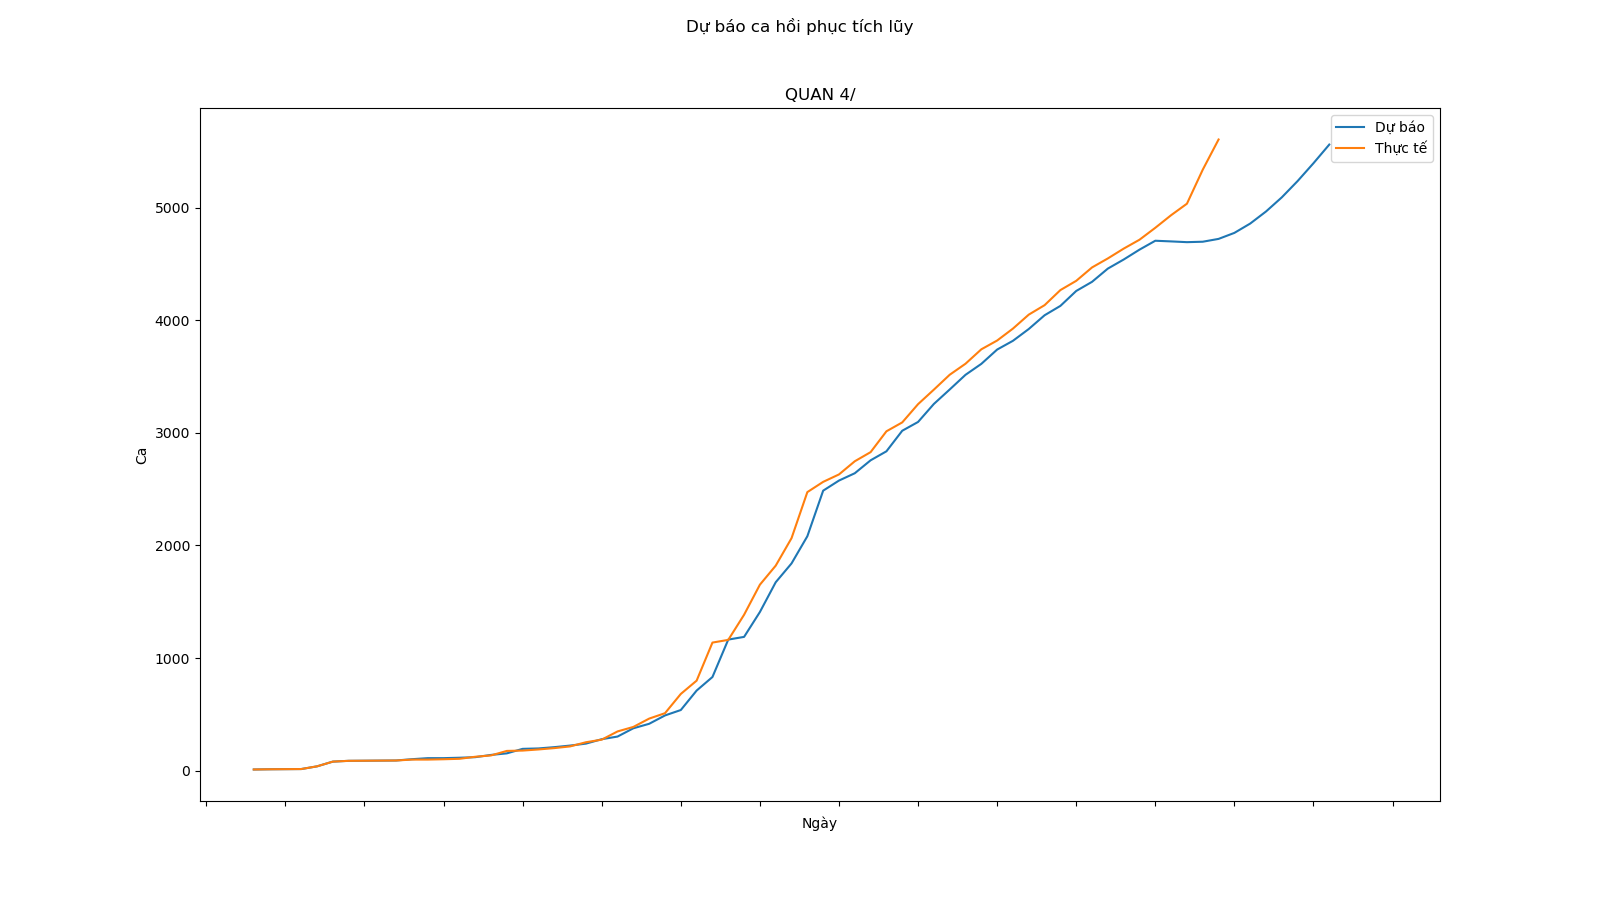 Dự báo ca hồi phục tích lũy
QUAN 4/
Dự báo
Thực tế
5000
4000
3000
2000
1000
0
Ca
Ngày